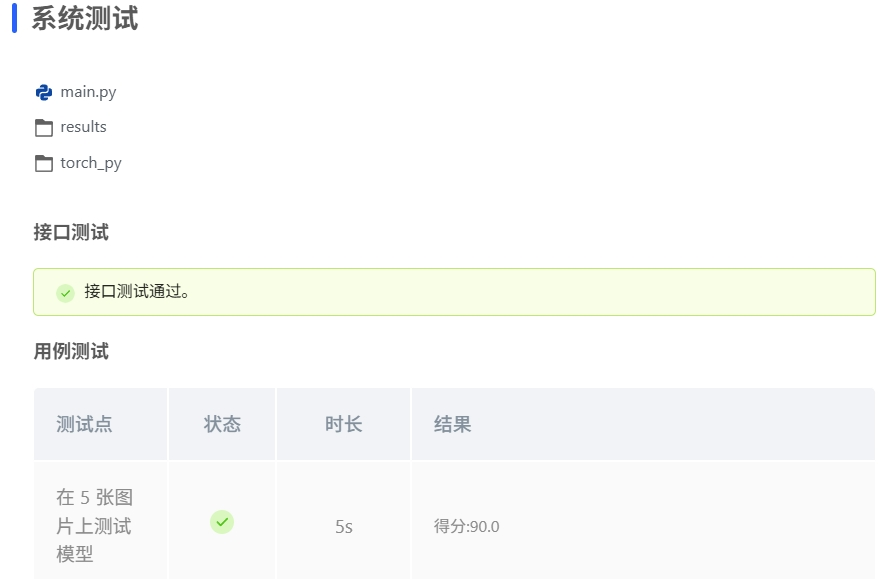 系统测试
main.py
results
torch_py
接口测试
接口测试通过。
用例测试
测试点 状态 时长 结果
在 5 张图
片上测试
模型
5s
得分:90.0